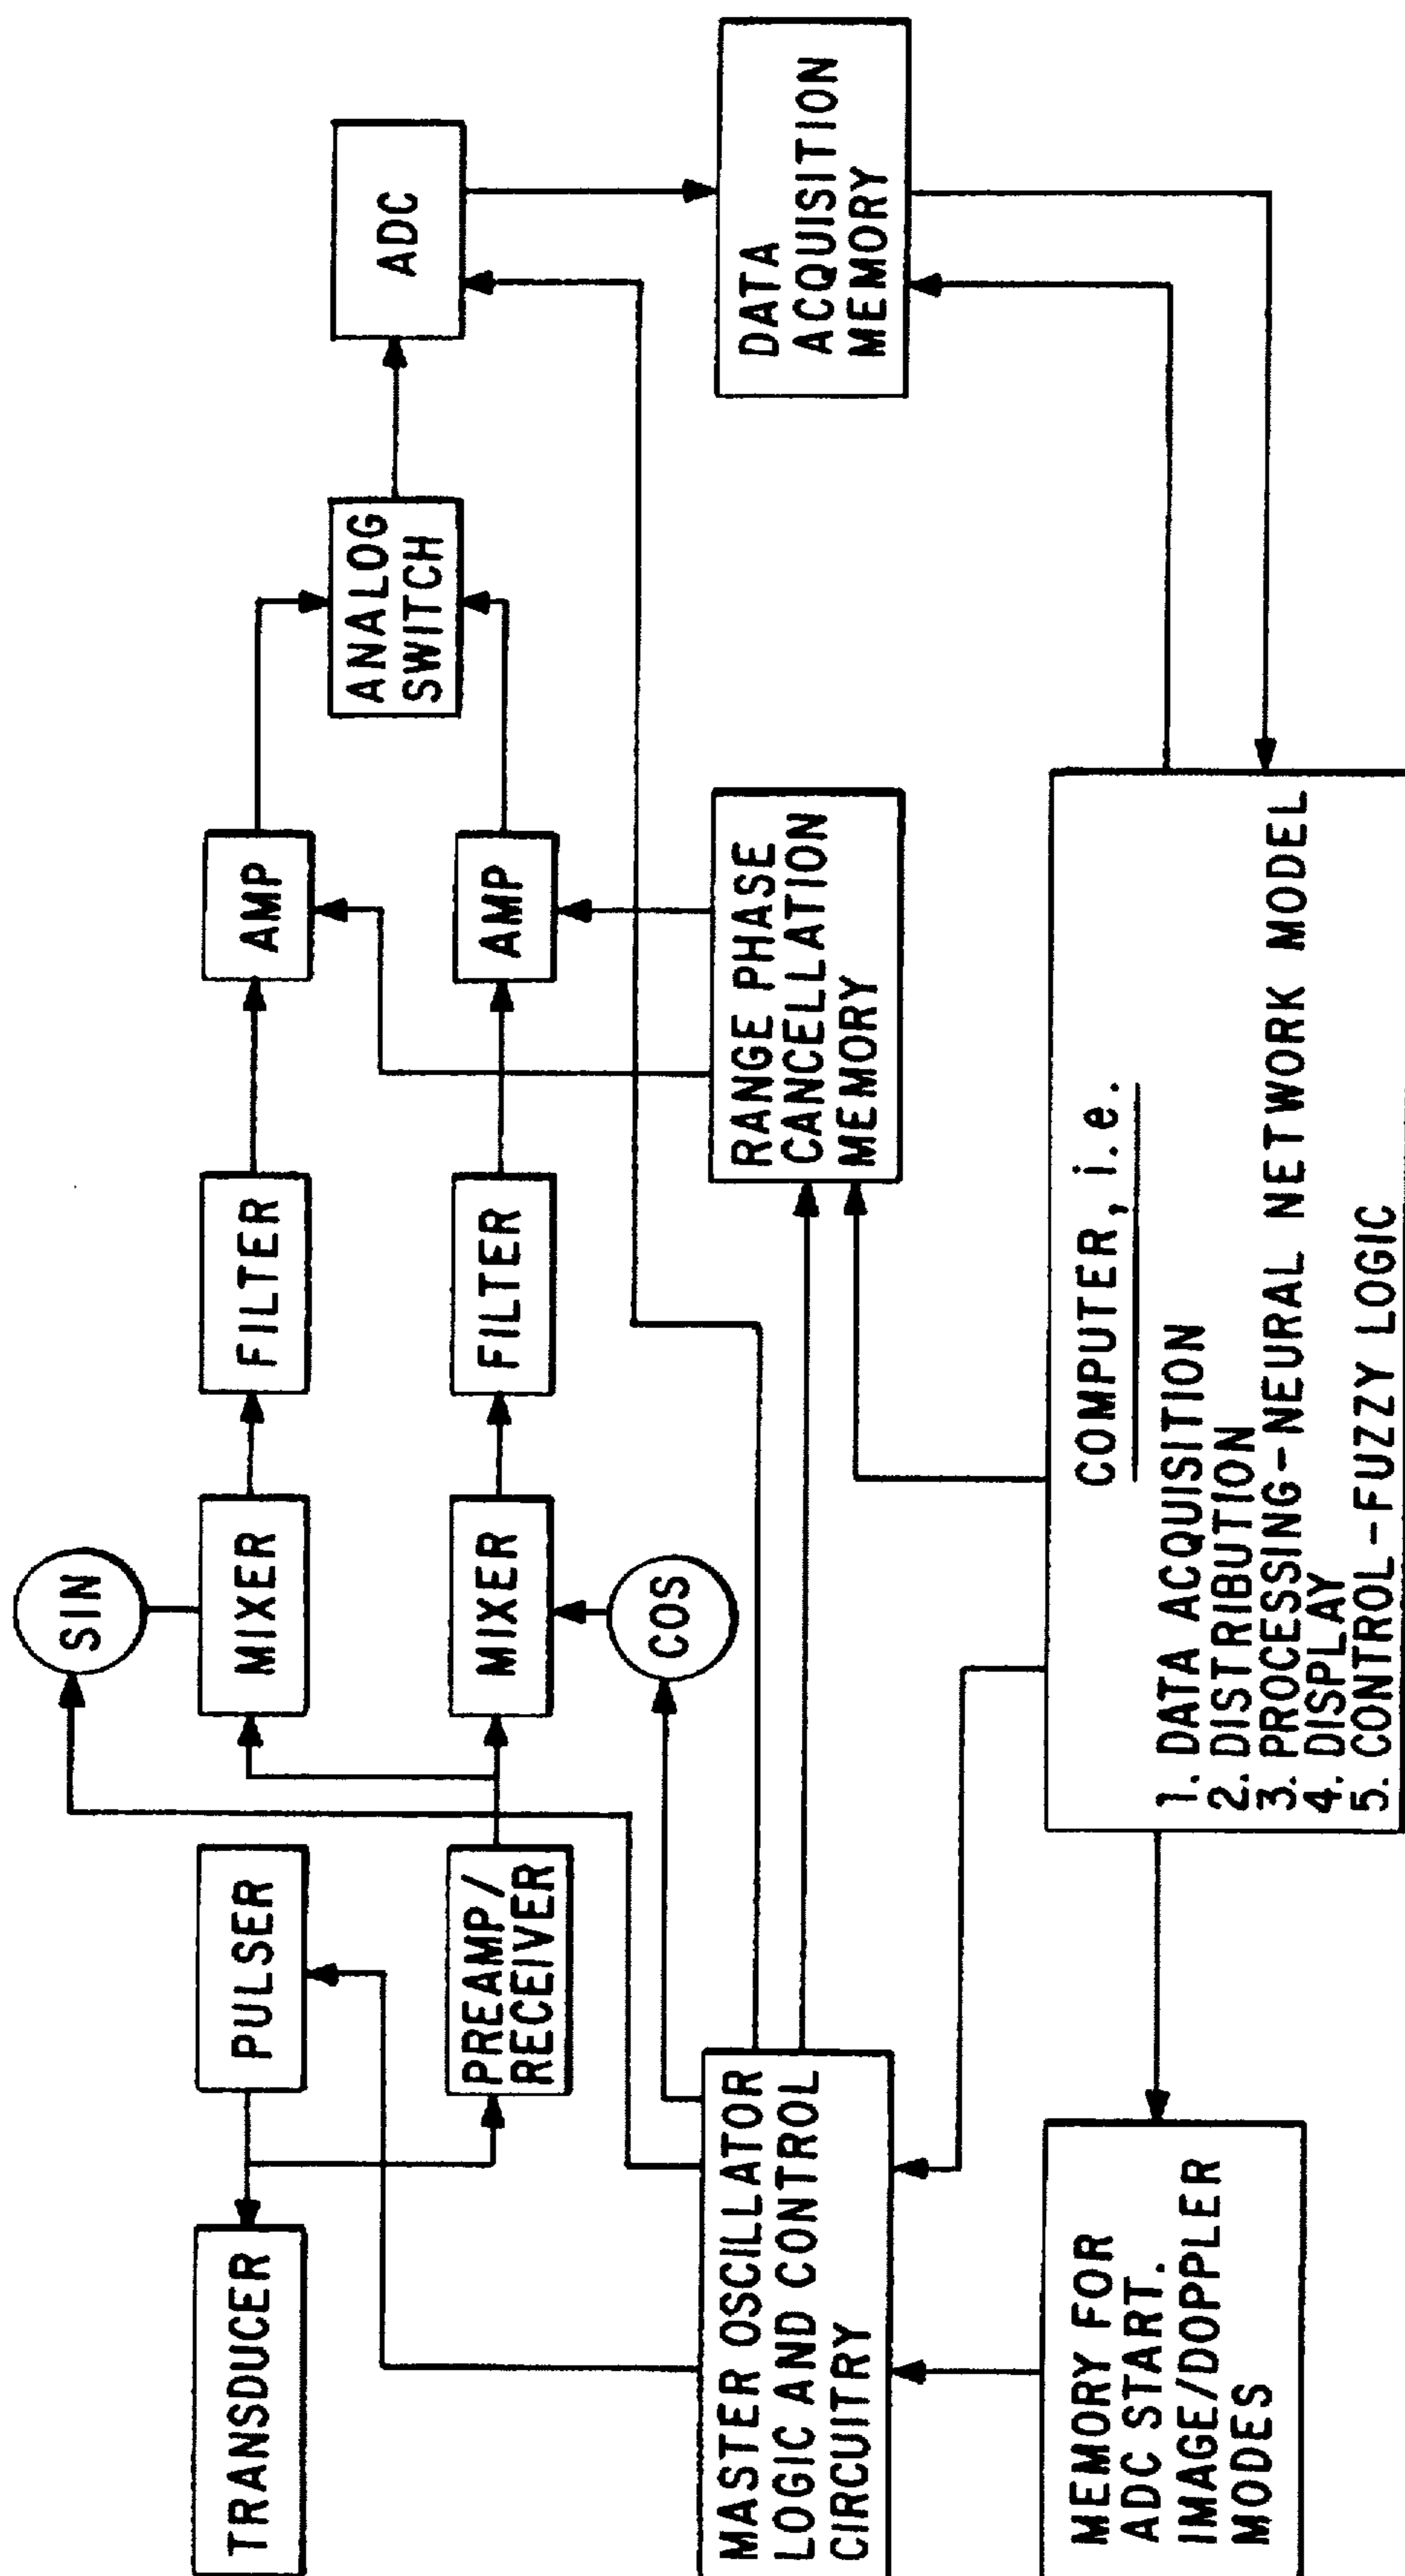 TRANSDUCER
PULSER
SIN
MIXER
FILTER
AMP
PREAMP/
RECEIVER
MIXER
FILTER
AMP
ANALOG
SWITCH
ADC
COS
MASTER OSCILLATOR
LOGIC AND CONTROL
CIRCUITRY
RANGE PHASE
CANCELLATION
MEMORY
DATA
ACQUISITION
MEMORY
MEMORY FOR
ADC START.
IMAGE/DOPPLER
MODES
COMPUTER, i.e.
1. DATA ACQUISITION
2. DISTRIBUTION
3. PROCESSING-NEURAL NETWORK MODEL
4. DISPLAY
5. CONTROL-FUZZY LOGIC